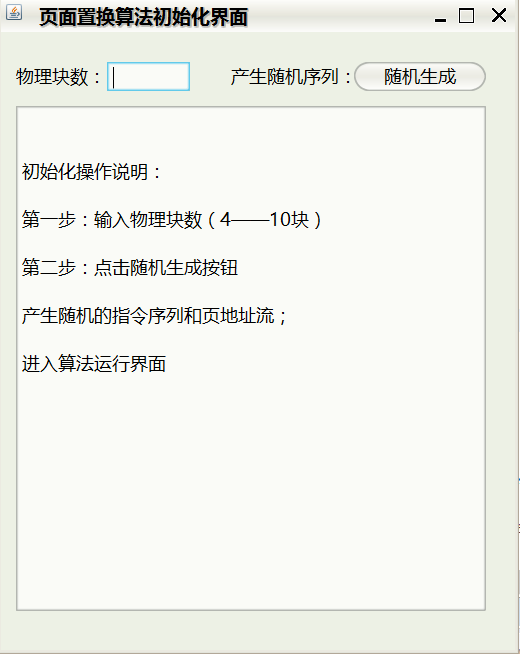 页面置换算法初始化界面
物理块数： 产生随机序列： 随机生成
初始化操作说明：
第一步：输入物理块数（4——10块）
第二步：点击随机生成按钮
产生随机的指令序列和页地址流；
进入算法运行界面